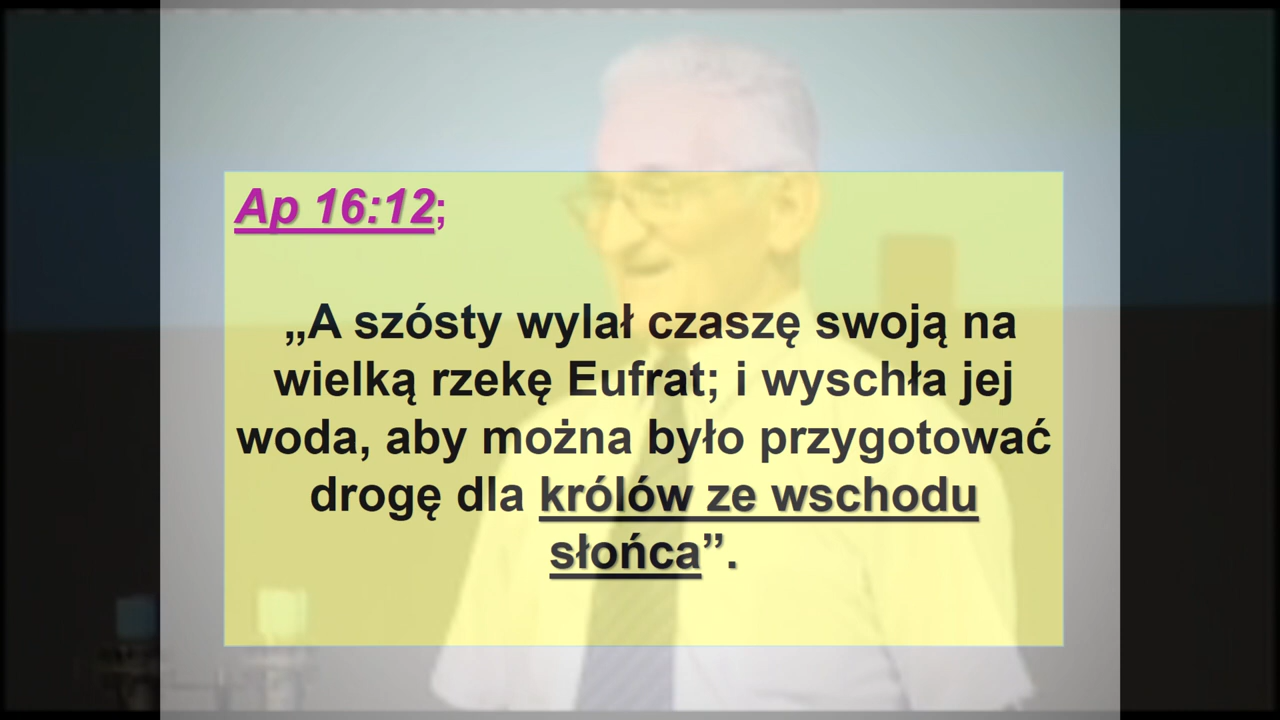 Ap 16:12;
„A szósty wylał czaszę swoją na
wielką rzekę Eufrat; i wyschła jej
woda, aby można było przygotować
drogę dla królów ze wschodu
słońca”.